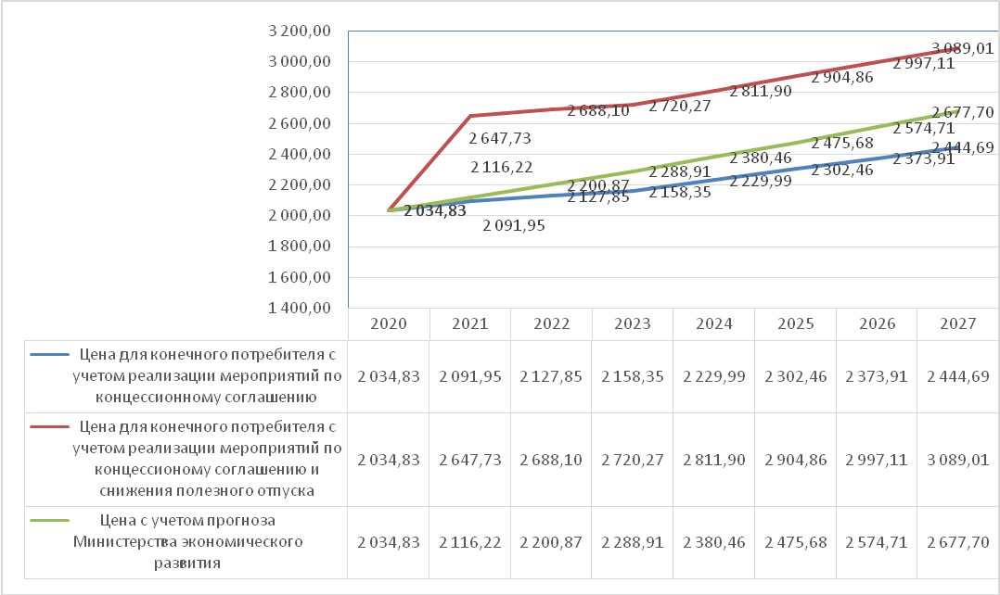 3 200,00
3 000,00
2 800,00
2 600,00
2 400,00
2 200,00
2 000,00
1 800,00
1 600,00
1 400,00
3 089,01
2 997,11
2 904,86
2 811,90
2 720,27
2 688,10
2 647,73
2 677,70
2 574,71
2 475,68
2 380,46
2 288,91
2 200,87
2 116,22
2 444,69
2 373,91
2 302,46
2 229,99
2 158,35
2 127,85
2 091,95
2 034,83
2020 2021 2022 2023 2024 2025 2026 2027
Цена для конечного потребителя с
учетом реализации мероприятий по
концессионному соглашению
2 034,83 2 091,95 2 127,85 2 158,35 2 229,99 2 302,46 2 373,91 2 444,69
Цена для конечного потребителя с
учетом реализации мероприятий по
концессионому соглашению и
снижения полезного отпуска
2 034,83 2 647,73 2 688,10 2 720,27 2 811,90 2 904,86 2 997,11 3 089,01
Цена с учетом прогноза
Министерства экономического
развития
2 034,83 2 116,22 2 200,87 2 288,91 2 380,46 2 475,68 2 574,71 2 677,70